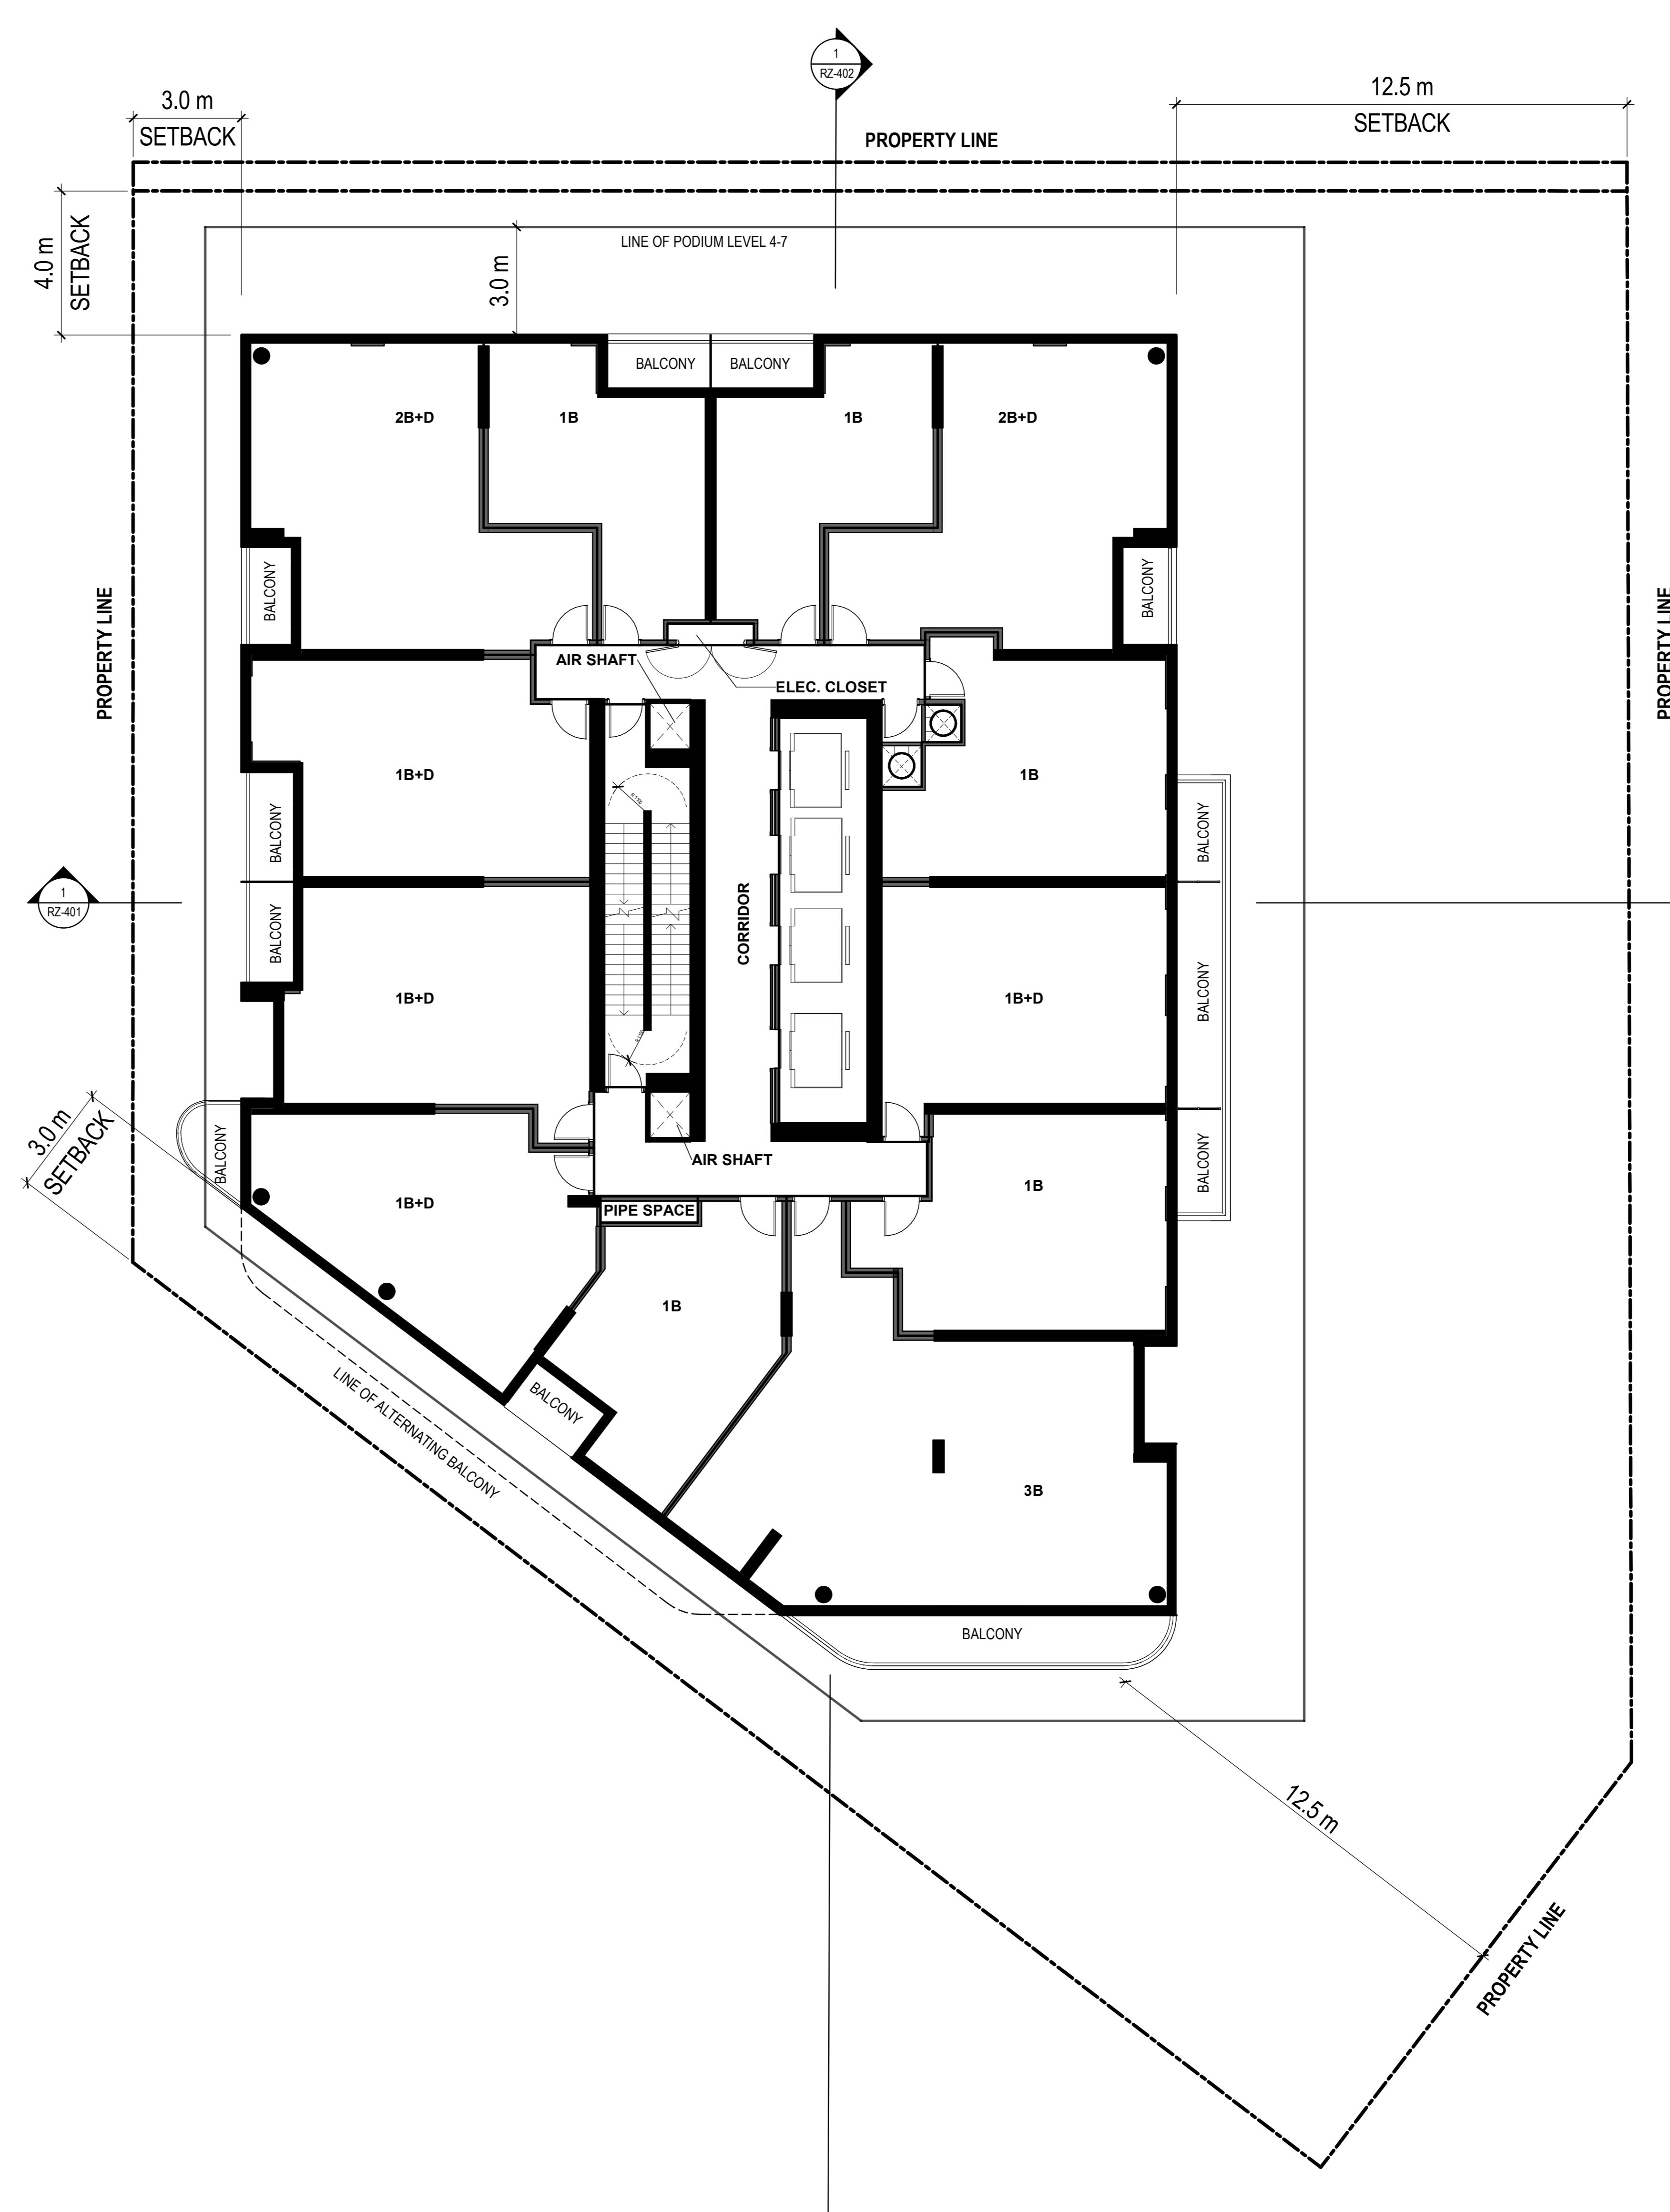 1
RZ-402
3.0 m
SETBACK
12.5 m
SETBACK
PROPERTY LINE
4.0 m
SETBACK
LINE OF PODIUM LEVEL 4-7
3.0 m
BALCONY
BALCONY
2B+D
1B
1B
2B+D
BALCONY
BALCONY
PROPERTY LINE
PROPERTY LINE
AIR SHAFT
ELEC. CLOSET
1B+D
1B
BALCONY
BALCONY
1
RZ-401
BALCONY
CORRIDOR
1B+D
1B+D
BALCONY
3.0 m
SETBACK
BALCONY
AIR SHAFT
BALCONY
1B+D
1B
PIPE SPACE
1B
LINE OF ALTERNATING BALCONY
BALCONY
3B
BALCONY
12.5 m
PROPERTY LINE